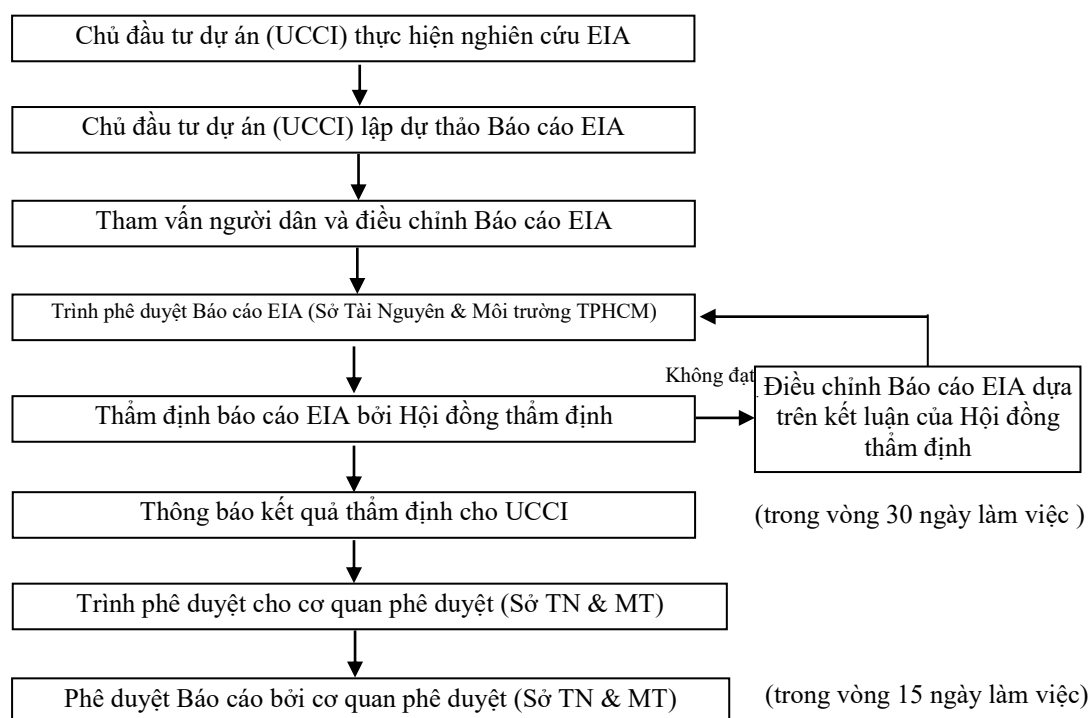 Chủ đầu tư dự án (UCCI) thực hiện nghiên cứu EIA
Chủ đầu tư dự án (UCCI) lập dự thảo Báo cáo EIA
Tham vấn người dân và điều chỉnh Báo cáo EIA
Trình phê duyệt Báo cáo EIA (Sở Tài Nguyên & Môi trường TPHCM)
Không đạt
Thẩm định báo cáo EIA bởi Hội đồng thẩm định
Điều chỉnh Báo cáo EIA dựa
trên kết luận của Hội đồng
thẩm định
Thông báo kết quả thẩm định cho UCCI
(trong vòng 30 ngày làm việc )
Trình phê duyệt cho cơ quan phê duyệt (Sở TN & MT)
Phê duyệt Báo cáo bởi cơ quan phê duyệt (Sở TN & MT)
(trong vòng 15 ngày làm việc)